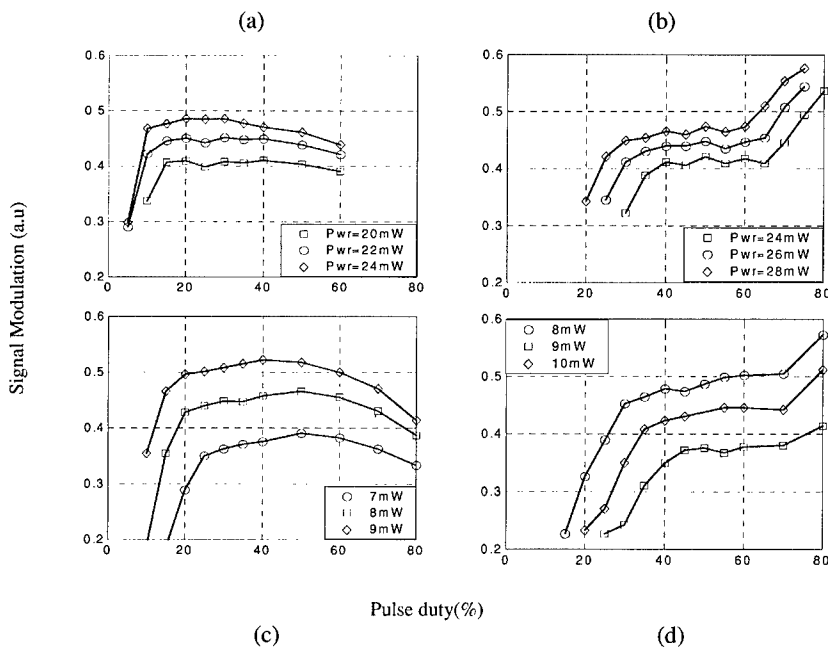 (a)
(b)
Signal Modulation (a.u)
0.6
0.5
0.4
0.3
0.2
0
20
40
60
80
Pwr=20mW
Pwr=22mW
Pwr=24mW
0.6
0.5
0.4
0.3
0.2
0
20
40
60
80
Pwr=24mW
Pwr=26mW
Pwr=28mW
0.6
0.5
0.4
0.3
0.2
0
20
40
60
80
7mW
8mW
9mW
0.6
0.5
0.4
0.3
0.2
0
20
40
60
80
8mW
9mW
10mW
Pulse duty(%)
(c)
(d)